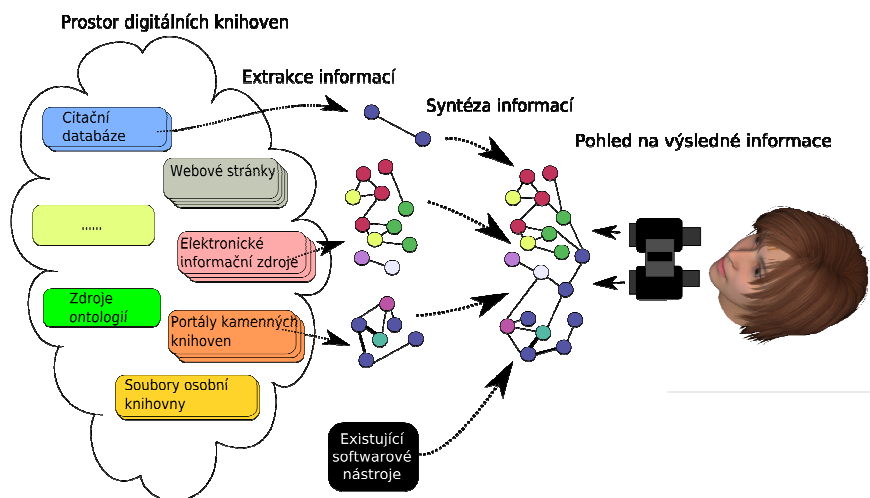 Prostor digitálních knihoven
Extrakce informací
Syntéza informací
Pohled na výsledné informace
Citační
databáze
Webové stránky
......
Elektronické
informační zdroje
Zdroje
ontologií
Portály kamenných
knihoven
Soubory osobní
knihovny
Existující
softwarové
nástroje